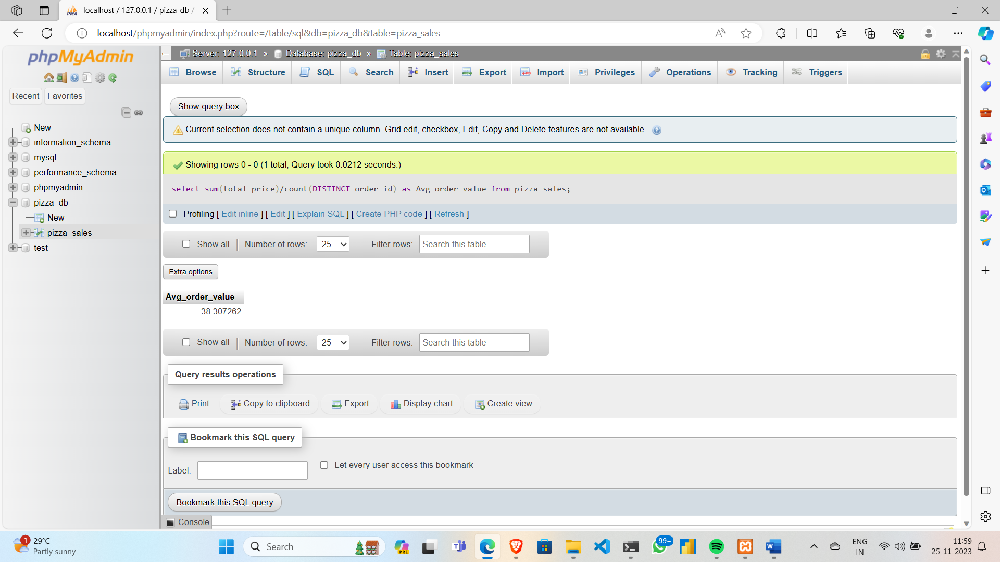 localhost / 127.0.0.1 / pizza_db /
localhost/phpmyadmin/index.php?route=/table/sql&db=pizza_db&table=pizza_sales
phpMyAdmin
Recent Favorites
New
information_schema
mysql
performance_schema
phpmyadmin
pizza_db
New
pizza_sales
test
Server: 127.0.0.1 » Database: pizza_db » Table: pizza_sales
Browse Structure SQL Search Insert Export Import Privileges Operations Tracking Triggers
Show query box
Current selection does not contain a unique column. Grid edit, checkbox, Edit, Copy and Delete features are not available.
Showing rows 0 - 0 (1 total, Query took 0.0212 seconds.)
select sum(total_price)/count(DISTINCT order_id) as Avg_order_value from pizza_sales;
Profiling [ Edit inline ] [ Edit ] [ Explain SQL ] [ Create PHP code ] [ Refresh ]
Show all | Number of rows: 25 Filter rows: Search this table
Extra options
Avg_order_value
38.307262
Show all | Number of rows: 25 Filter rows: Search this table
Query results operations
Print Copy to clipboard Export Display chart Create view
Bookmark this SQL query
Label: Let every user access this bookmark
Bookmark this SQL query
Console
1 29°C
Partly sunny
Search
PRE
99+
ENG
IN
11:59
25-11-2023